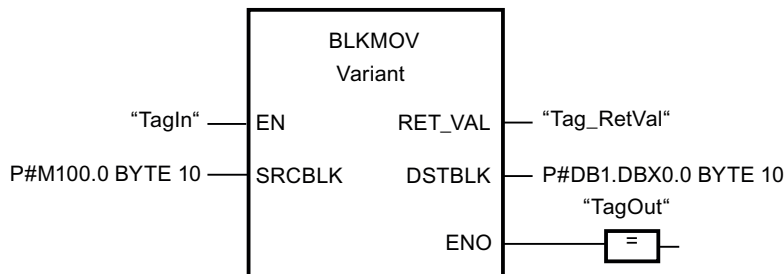 BLKMOV
Variant
“TagIn“ EN RET_VAL “Tag_RetVal“
P#M100.0 BYTE 10 SRCBLK DSTBLK P#DB1.DBX0.0 BYTE 10
“TagOut“
ENO =